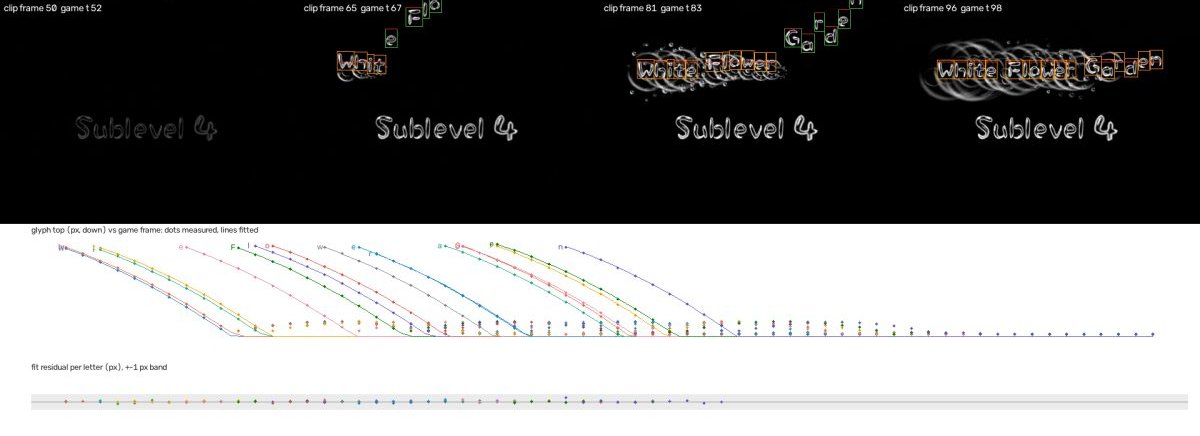 clip frame 50 game t 52
clip frame 65 game t 67
clip frame 81 game t 83
clip frame 96 game t 98
Sublevel 4
Whit e F l o
Sublevel 4
White Flower G a r d e n
Sublevel 4
White Flower Garden
Sublevel 4
glyph top (px, down) vs game frame: dots measured, lines fitted
W e F l o w e r a G n
fit residual per letter (px), +-1 px band